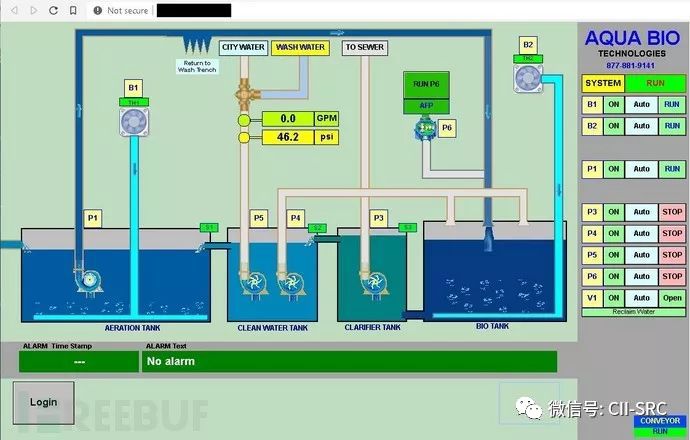 Not secure
CITY WATER
WASH WATER
TO SEWER
B2
TH2
AQUA BIO
TECHNOLOGIES
877-881-9141
Return to
Wash Trench
B1
TH1
RUN P6
AFP
P6
0.0 GPM
46.2 psi
SYSTEM RUN
B1 ON Auto RUN
B2 ON Auto RUN
P1 ON Auto RUN
P3 ON Auto STOP
P4 ON Auto STOP
P5 ON Auto STOP
P6 ON Auto STOP
V1 ON Auto Open
Reclaim Water
P1
P5
P4
P3
S1
S2
S3
AERATION TANK
CLEAN WATER TANK
CLARIFIER TANK
BIO TANK
ALARM Time Stamp
ALARM Text
---
No alarm
Login
FREEBUF
微信号: CII-SRC
CONVEYOR
RUN